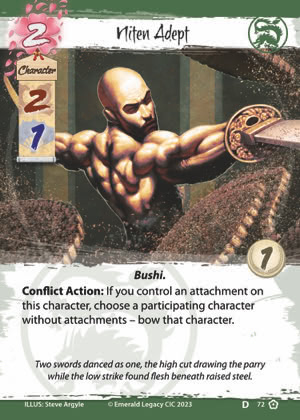 2
Niten Adept
Character
2
1
1
Bushi.
Conflict Action: If you control an attachment on
this character, choose a participating character
without attachments – bow that character.
Two swords danced as one, the high cut drawing the parry
while the low strike found flesh beneath raised steel.
ILLUS: Steve Argyle © Emerald Legacy CIC 2023 D 72